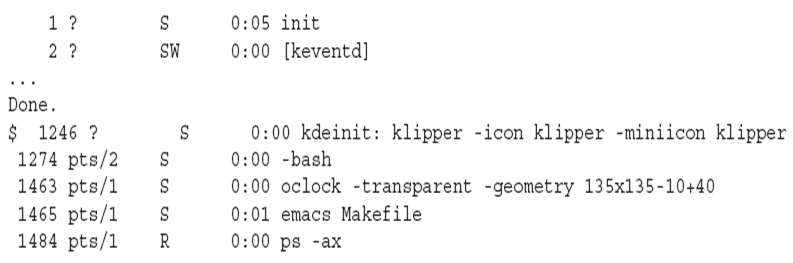 1 ? S 0:05 init
2 ? SW 0:00 [keventd]
...
Done.
$ 1246 ? S 0:00 kdeinit: klipper -icon klipper -miniicon klipper
1274 pts/2 S 0:00 -bash
1463 pts/1 S 0:00 oclock -transparent -geometry 135x135-10+40
1465 pts/1 S 0:01 emacs Makefile
1484 pts/1 R 0:00 ps -ax